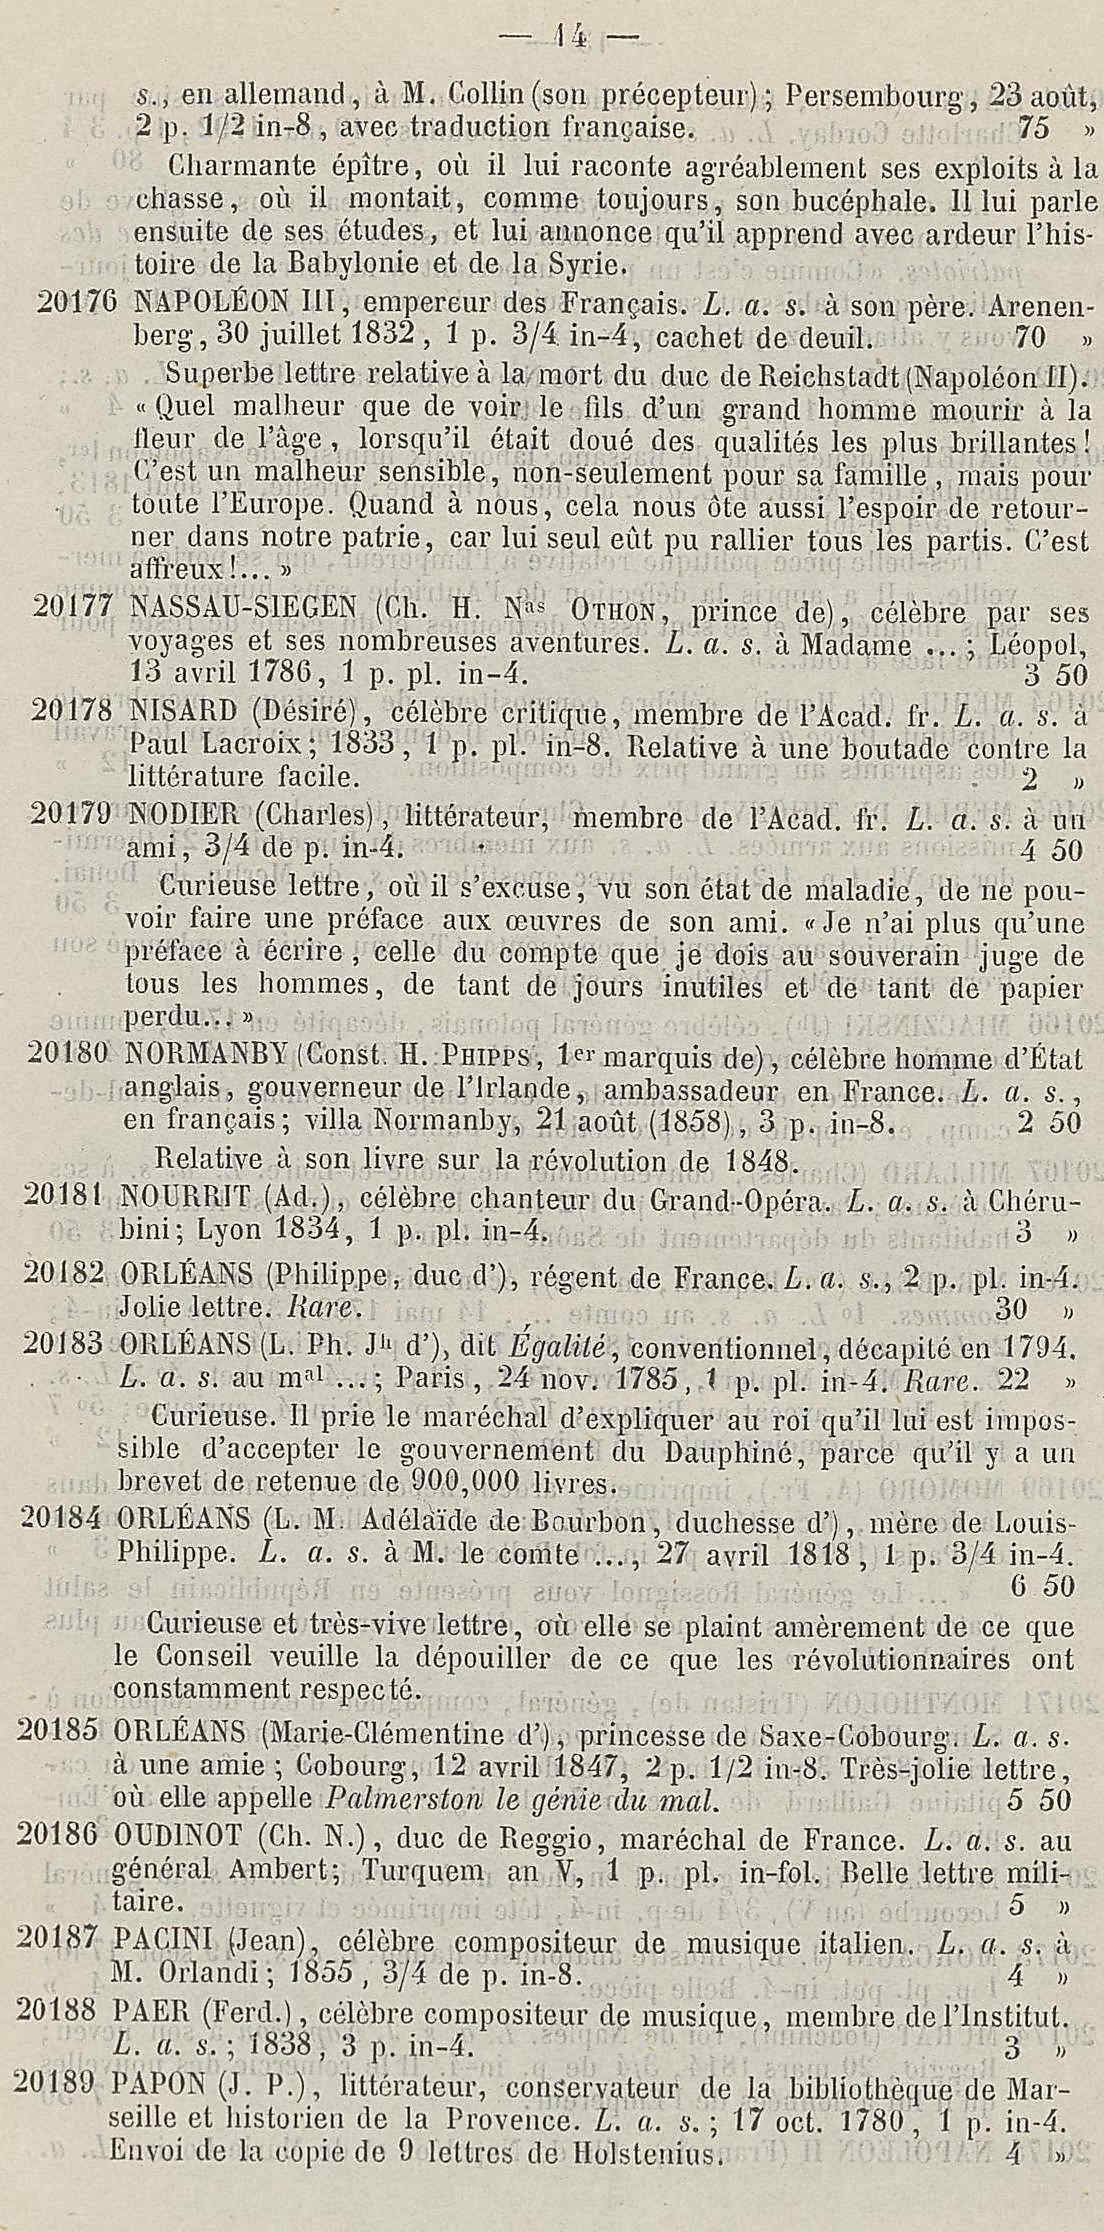 — 14 —
s., en allemand, à M. Collin (son précepteur); Persembourg, 23 août,
2 p. 1/2 in-8, avec traduction française. 75 »
Charmante épître, où il lui raconte agréablement ses exploits à la
chasse, où il montait, comme toujours, son bucéphale. Il lui parle
ensuite de ses études, et lui annonce qu'il apprend avec ardeur l'his-
toire de la Babylonie et de la Syrie.
20176 NAPOLÉON III, empereur des Français. L. a. s. à son père. Arenen-
berg, 30 juillet 1832, 1 p. 3/4 in-4, cachet de deuil. 70 »
Superbe lettre relative à la mort du duc de Reichstadt (Napoléon II).
« Quel malheur que de voir le fils d'un grand homme mourir à la
fleur de l'âge, lorsqu'il était doué des qualités les plus brillantes!
C'est un malheur sensible, non-seulement pour sa famille, mais pour
toute l'Europe. Quand à nous, cela nous ôte aussi l'espoir de retour-
ner dans notre patrie, car lui seul eût pu rallier tous les partis. C'est
affreux!... »
20177 NASSAU-SIEGEN (Ch. H. Nas OTHON, prince de), célèbre par ses
voyages et ses nombreuses aventures. L. a. s. à Madame ...; Léopol,
13 avril 1786, 1 p. pl. in-4. 3 50
20178 NISARD (Désiré), célèbre critique, membre de l'Acad. fr. L. a. s. à
Paul Lacroix; 1833, 1 p. pl. in-8. Relative à une boutade contre la
littérature facile. 2 »
20179 NODIER (Charles), littérateur, membre de l'Acad. fr. L. a. s. à un
ami, 3/4 de p. in-4. 4 50
Curieuse lettre, où il s'excuse, vu son état de maladie, de ne pou-
voir faire une préface aux œuvres de son ami. « Je n'ai plus qu'une
préface à écrire, celle du compte que je dois au souverain juge de
tous les hommes, de tant de jours inutiles et de tant de papier
perdu... »
20180 NORMANBY (Const. H. PHIPPS, 1er marquis de), célèbre homme d'État
anglais, gouverneur de l'Irlande, ambassadeur en France. L. a. s.,
en français; villa Normanby, 21 août (1858), 3 p. in-8. 2 50
Relative à son livre sur la révolution de 1848.
20181 NOURRIT (Ad.), célèbre chanteur du Grand-Opéra. L. a. s. à Chéru-
bini; Lyon 1834, 1 p. pl. in-4. 3 »
20182 ORLÉANS (Philippe, duc d'), régent de France. L. a. s., 2 p. pl. in-4.
Jolie lettre. Rare. 30 »
20183 ORLÉANS (L. Ph. Jh d'), dit Égalité, conventionnel, décapité en 1794.
L. a. s. au mal ...; Paris, 24 nov. 1785, 1 p. pl. in-4. Rare. 22 »
Curieuse. Il prie le maréchal d'expliquer au roi qu'il lui est impos-
sible d'accepter le gouvernement du Dauphiné, parce qu'il y a un
brevet de retenue de 900,000 livres.
20184 ORLÉANS (L. M. Adélaïde de Bourbon, duchesse d'), mère de Louis-
Philippe. L. a. s. à M. le comte ..., 27 avril 1818, 1 p. 3/4 in-4.
6 50
Curieuse et très-vive lettre, où elle se plaint amèrement de ce que
le Conseil veuille la dépouiller de ce que les révolutionnaires ont
constamment respecté.
20185 ORLÉANS (Marie-Clémentine d'), princesse de Saxe-Cobourg. L. a. s.
à une amie; Cobourg, 12 avril 1847, 2 p. 1/2 in-8. Très-jolie lettre,
où elle appelle Palmerston le génie du mal. 5 50
20186 OUDINOT (Ch. N.), duc de Reggio, maréchal de France. L. a. s. au
général Ambert; Turquem an V, 1 p. pl. in-fol. Belle lettre mili-
taire. 5 »
20187 PACINI (Jean), célèbre compositeur de musique italien. L. a. s. à
M. Orlandi; 1855, 3/4 de p. in-8. 4 »
20188 PAER (Ferd.), célèbre compositeur de musique, membre de l'Institut.
L. a. s.; 1838, 3 p. in-4. 3 »
20189 PAPON (J. P.), littérateur, conservateur de la bibliothèque de Mar-
seille et historien de la Provence. L. a. s.; 17 oct. 1780, 1 p. in-4.
Envoi de la copie de 9 lettres de Holstenius. 4 »